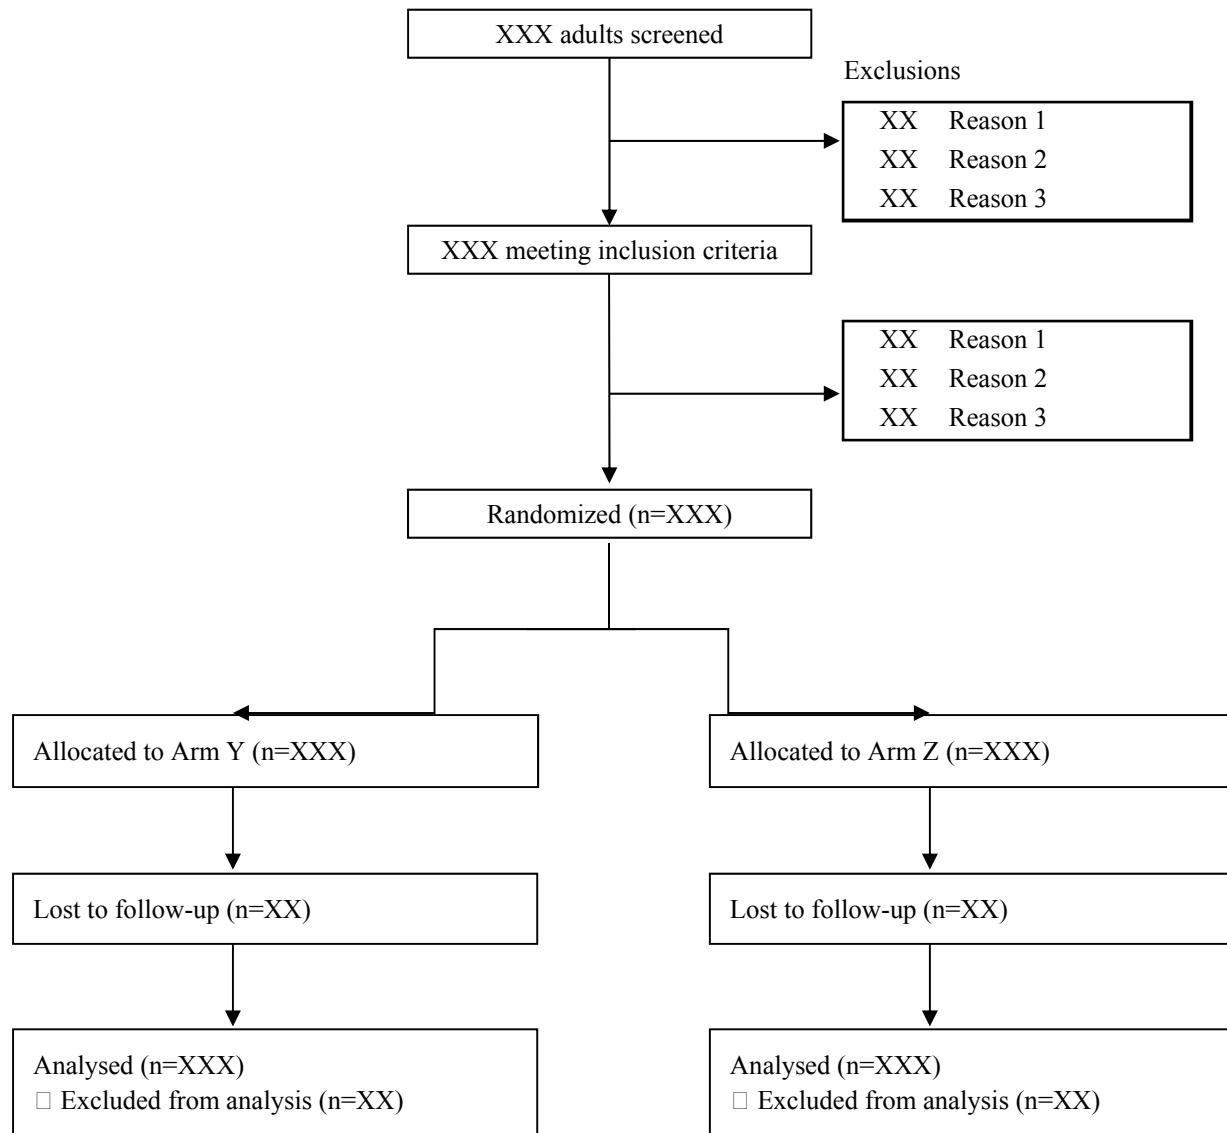 XXX adults screened
Exclusions
XX Reason 1
XX Reason 2
XX Reason 3
XXX meeting inclusion criteria
XX Reason 1
XX Reason 2
XX Reason 3
Randomized (n=XXX)
Allocated to Arm Y (n=XXX)
Allocated to Arm Z (n=XXX)
Lost to follow-up (n=XX)
Lost to follow-up (n=XX)
Analysed (n=XXX)
□ Excluded from analysis (n=XX)
Analysed (n=XXX)
□ Excluded from analysis (n=XX)